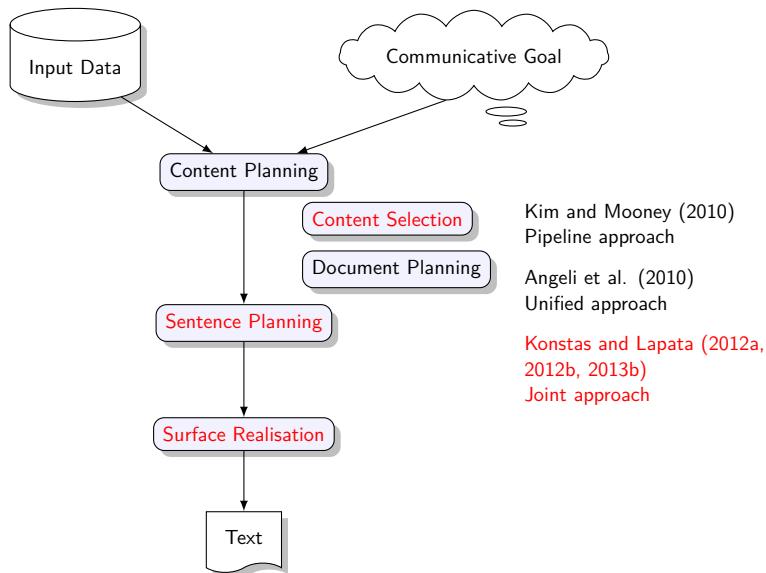 Input Data
Communicative Goal
Content Planning
Content Selection
Document Planning
Sentence Planning
Surface Realisation
Text
Kim and Mooney (2010)
Pipeline approach
Angeli et al. (2010)
Unified approach
Konstas and Lapata (2012a,
2012b, 2013b)
Joint approach